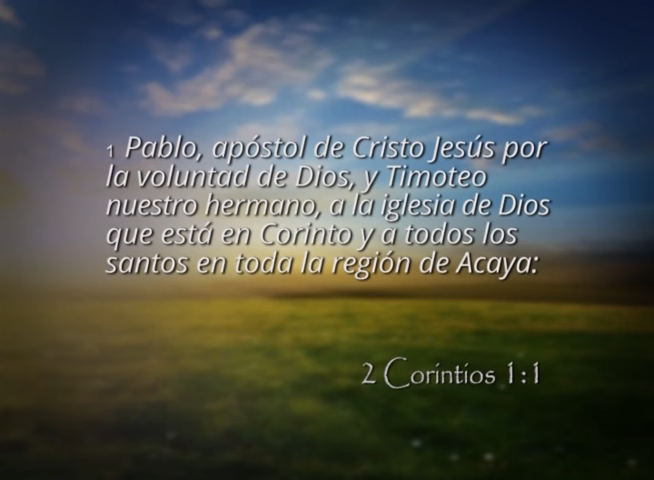 1 Pablo, apóstol de Cristo Jesús por
la voluntad de Dios, y Timoteo
nuestro hermano, a la iglesia de Dios
que está en Corinto y a todos los
santos en toda la región de Acaya:
2 Corintios 1:1